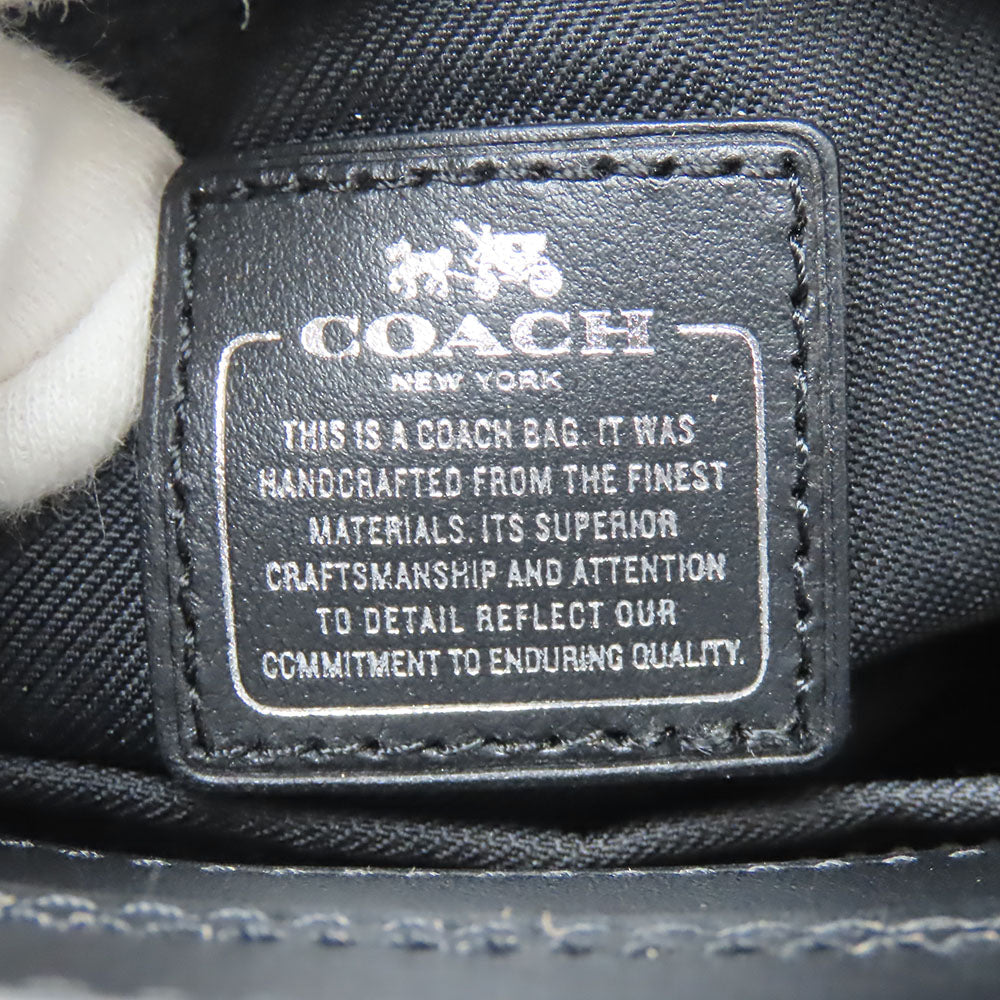 COACH
NEW YORK
THIS IS A COACH BAG. IT WAS
HANDCRAFTED FROM THE FINEST
MATERIALS. ITS SUPERIOR
CRAFTSMANSHIP AND ATTENTION
TO DETAIL REFLECT OUR
COMMITMENT TO ENDURING QUALITY.